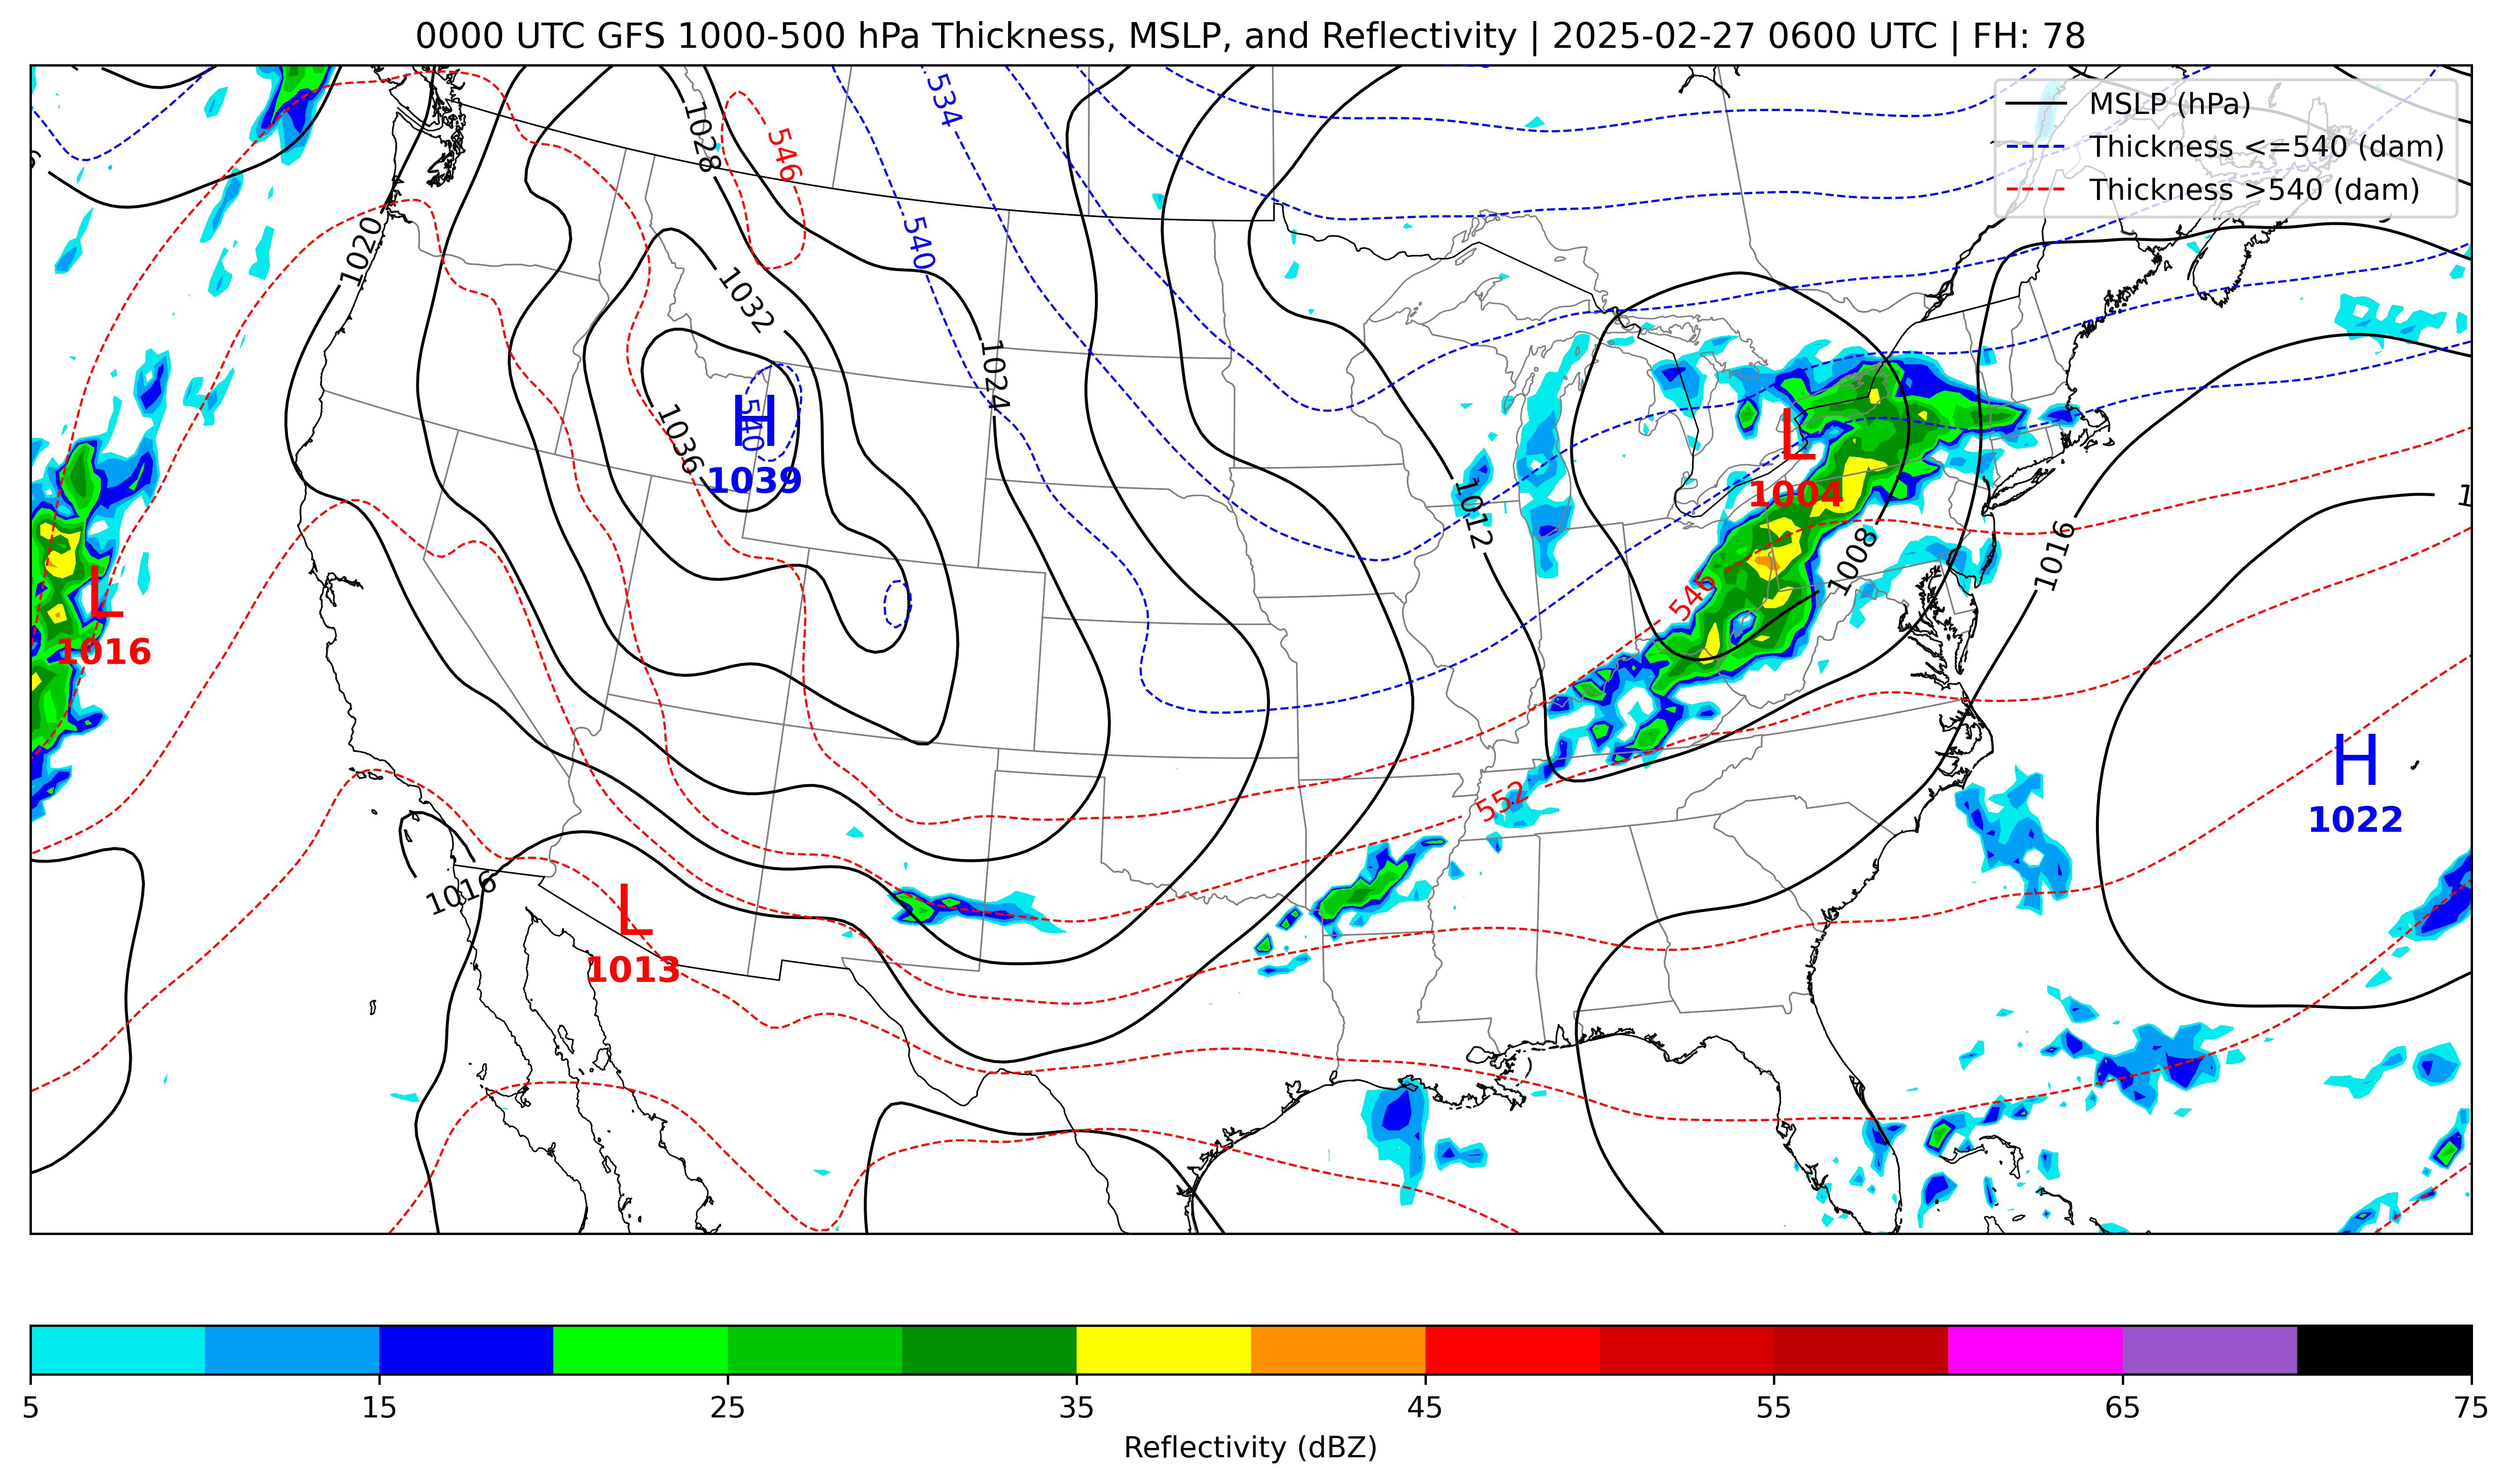 0000 UTC GFS 1000-500 hPa Thickness, MSLP, and Reflectivity | 2025-02-27 0600 UTC | FH: 78
MSLP (hPa)
Thickness <=540 (dam)
Thickness >540 (dam)
534
1028
546
1020
540
1032
1024
540
H
1039
1036
L
1004
1012
1016
1008
546
L
1016
H
1022
552
1016
L
1013
5 15 25 35 45 55 65 75
Reflectivity (dBZ)